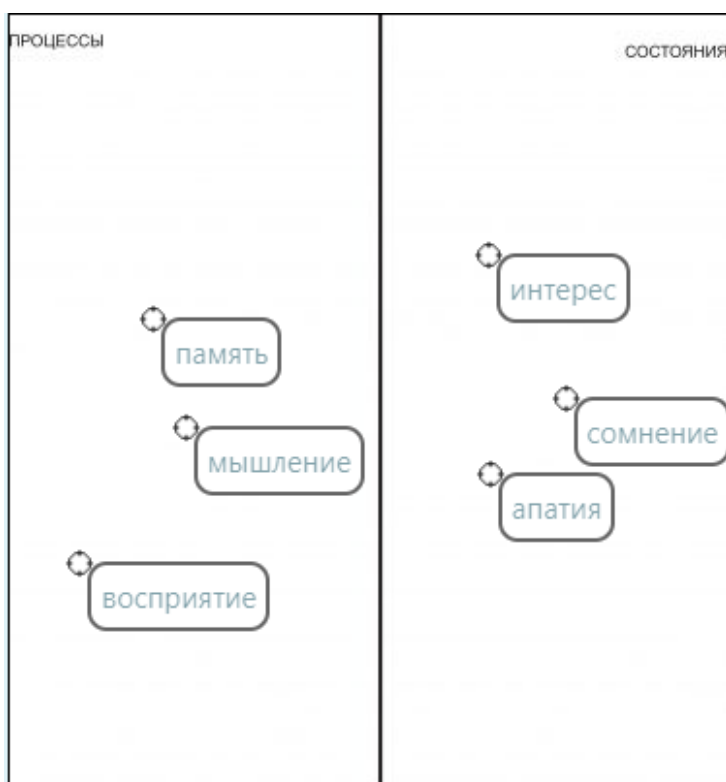 ПРОЦЕССЫ
СОСТОЯНИЯ
интерес
память
сомнение
мышление
апатия
восприятие